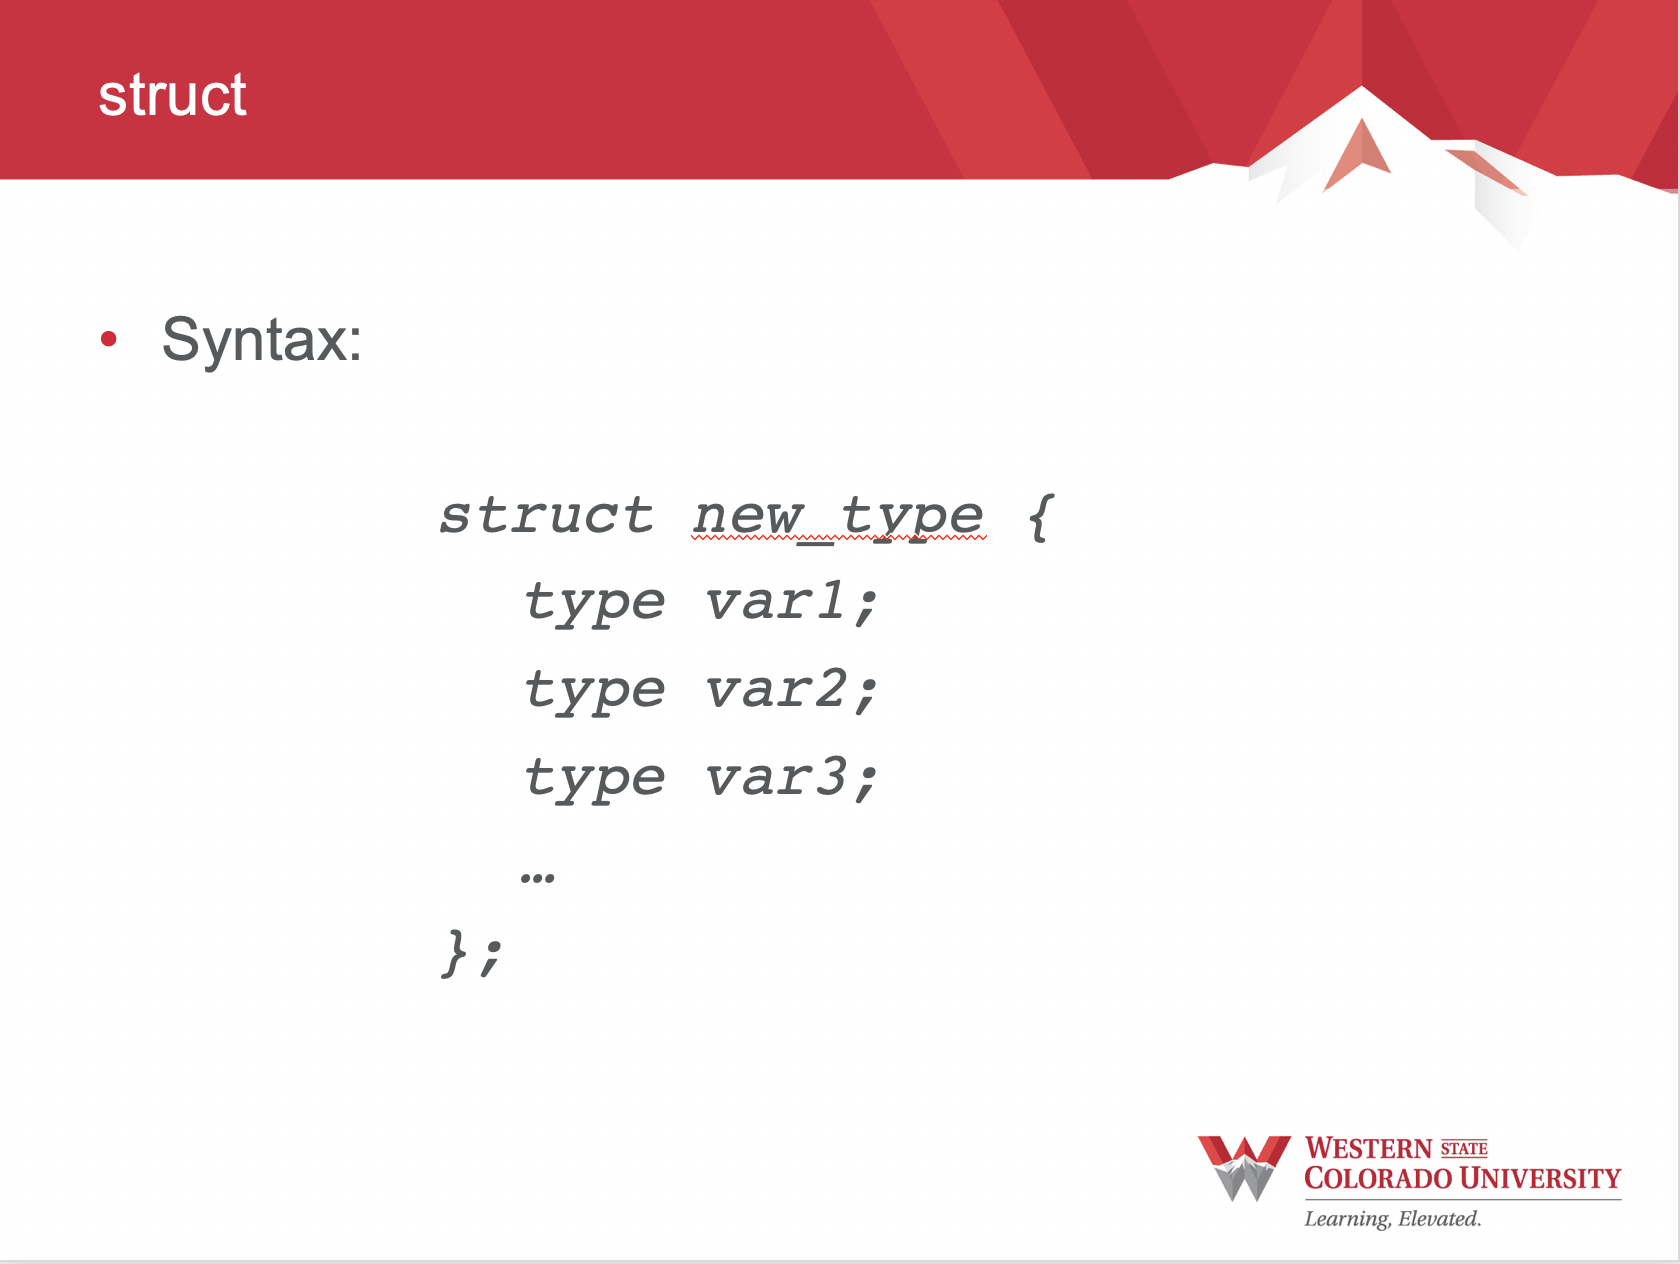 struct
• Syntax:
struct new_type {
type var1;
type var2;
type var3;
…
};
WESTERN STATE
COLORADO UNIVERSITY
Learning, Elevated.